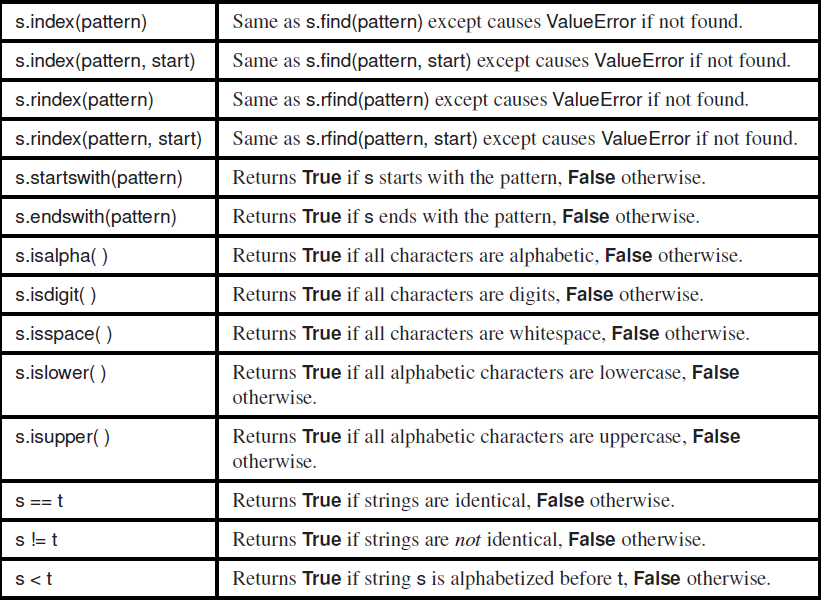 s.index(pattern) Same as s.find(pattern) except causes ValueError if not found.
s.index(pattern, start) Same as s.find(pattern, start) except causes ValueError if not found.
s.rindex(pattern) Same as s.rfind(pattern) except causes ValueError if not found.
s.rindex(pattern, start) Same as s.rfind(pattern, start) except causes ValueError if not found.
s.startswith(pattern) Returns True if s starts with the pattern, False otherwise.
s.endswith(pattern) Returns True if s ends with the pattern, False otherwise.
s.isalpha( ) Returns True if all characters are alphabetic, False otherwise.
s.isdigit( ) Returns True if all characters are digits, False otherwise.
s.isspace( ) Returns True if all characters are whitespace, False otherwise.
s.islower( ) Returns True if all alphabetic characters are lowercase, False
otherwise.
s.isupper( ) Returns True if all alphabetic characters are uppercase, False
otherwise.
s == t Returns True if strings are identical, False otherwise.
s != t Returns True if strings are not identical, False otherwise.
s < t Returns True if string s is alphabetized before t, False otherwise.